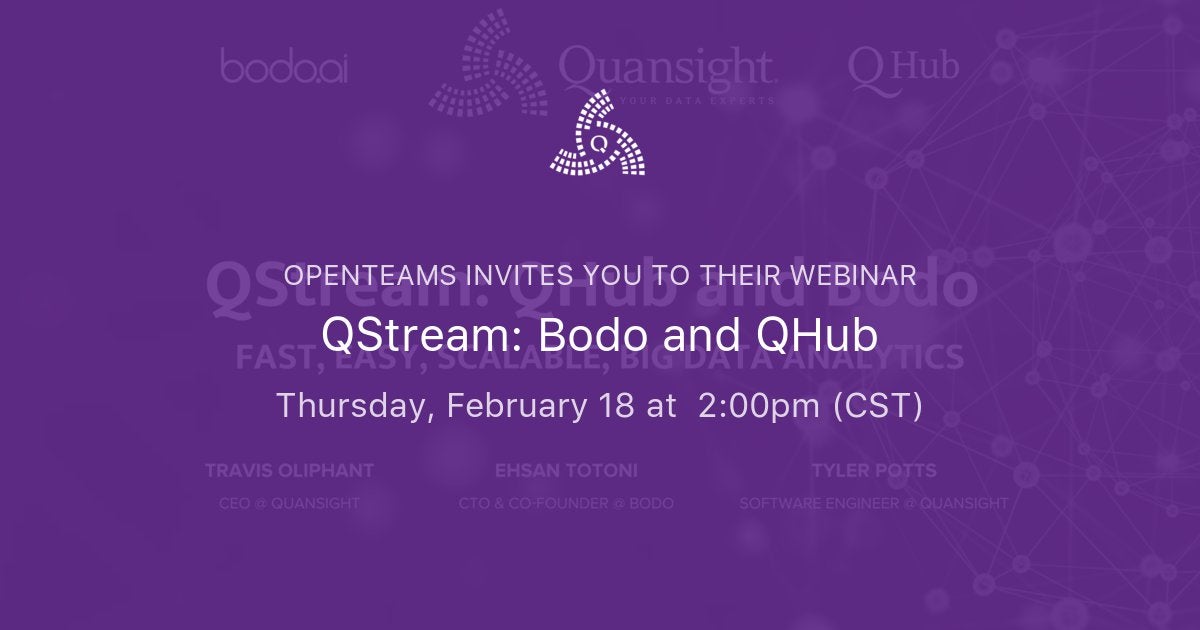 bodo.ai
Quansight
YOUR DATA EXPERTS
QHub
Q
OPENTEAMS INVITES YOU TO THEIR WEBINAR
QStream: QHub and Bodo
QStream: Bodo and QHub
FAST, EASY, SCALABLE, BIG DATA ANALYTICS
Thursday, February 18 at 2:00pm (CST)
TRAVIS OLIPHANT
EHSAN TOTONI
TYLER POTTS
CEO @ QUANSIGHT
CTO & CO-FOUNDER @ BODO
SOFTWARE ENGINEER @ QUANSIGHT